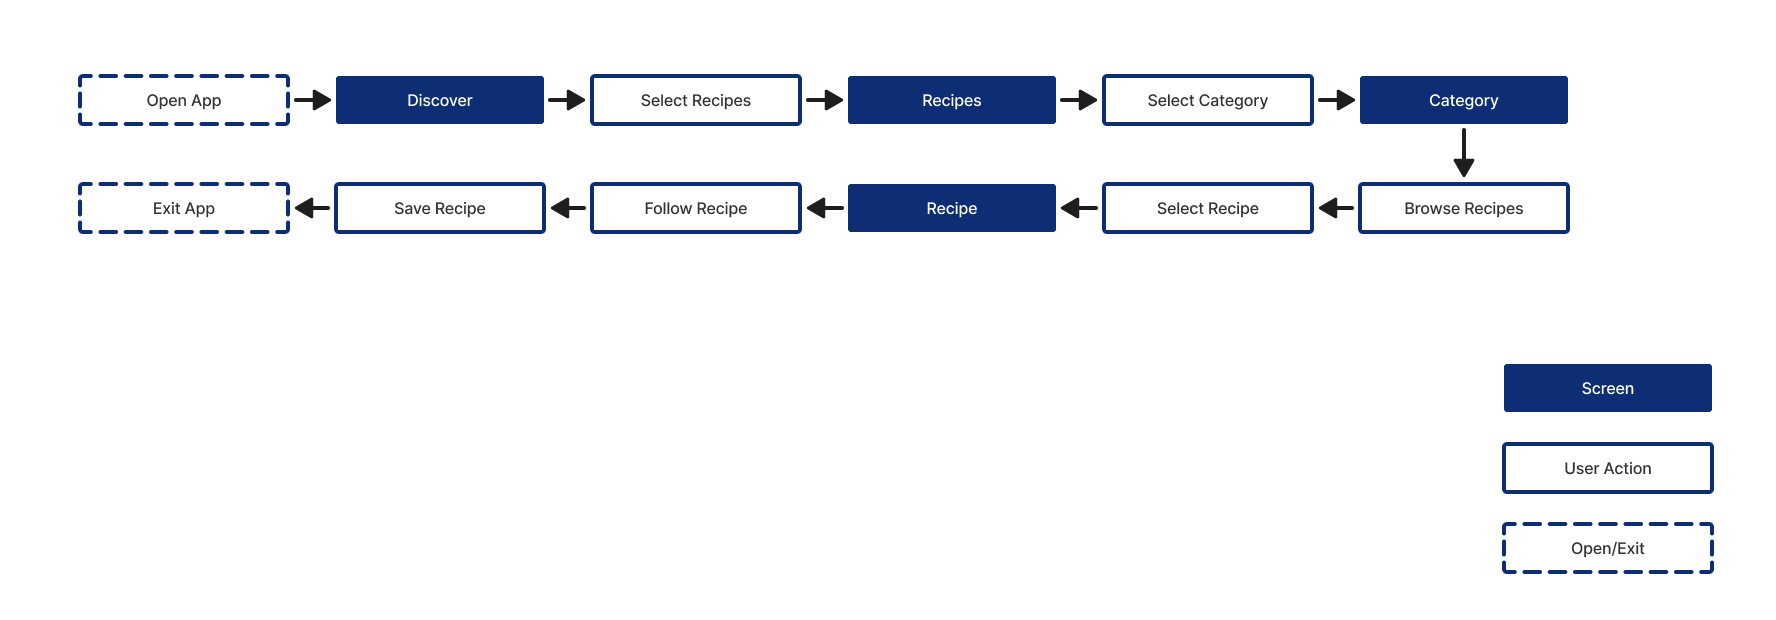 Open App
Discover
Select Recipes
Recipes
Select Category
Category
Exit App
Save Recipe
Follow Recipe
Recipe
Select Recipe
Browse Recipes
Screen
User Action
Open/Exit